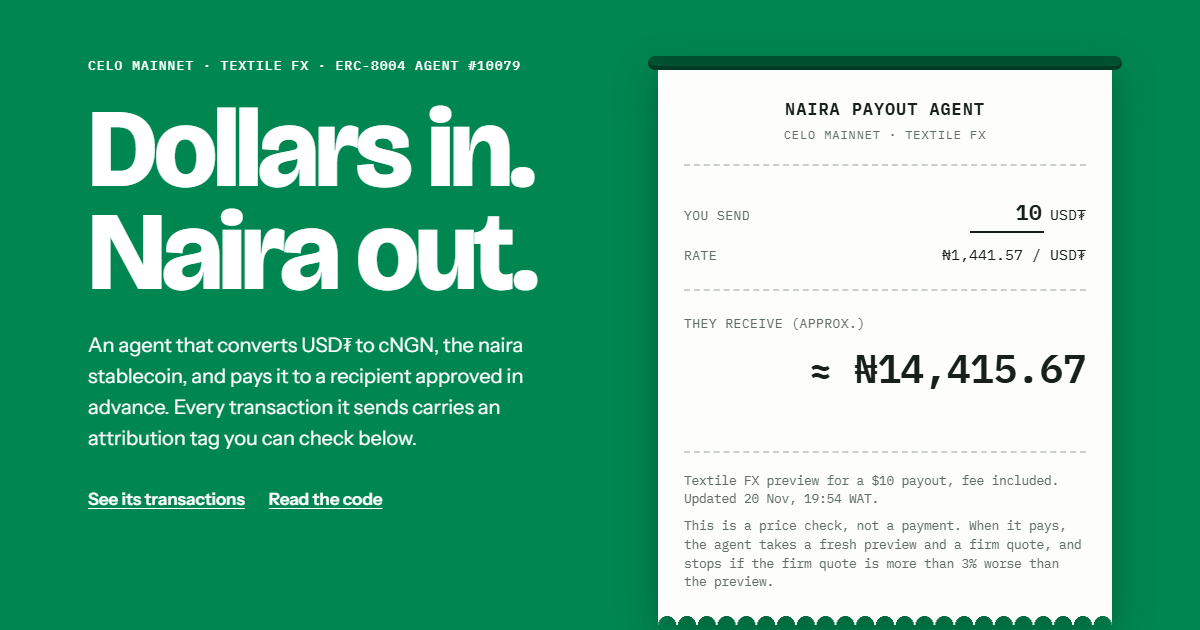 CELO MAINNET · TEXTILE FX · ERC-8004 AGENT #10079
Dollars in.
Naira out.
An agent that converts USD₮ to cNGN, the naira
stablecoin, and pays it to a recipient approved in
advance. Every transaction it sends carries an
attribution tag you can check below.
See its transactions Read the code
NAIRA PAYOUT AGENT
CELO MAINNET · TEXTILE FX
YOU SEND 10 USD₮
RATE ₦1,441.57 / USD₮
THEY RECEIVE (APPROX.)
≈ ₦14,415.67
Textile FX preview for a $10 payout, fee included.
Updated 20 Nov, 19:54 WAT.
This is a price check, not a payment. When it pays,
the agent takes a fresh preview and a firm quote, and
stops if the firm quote is more than 3% worse than
the preview.